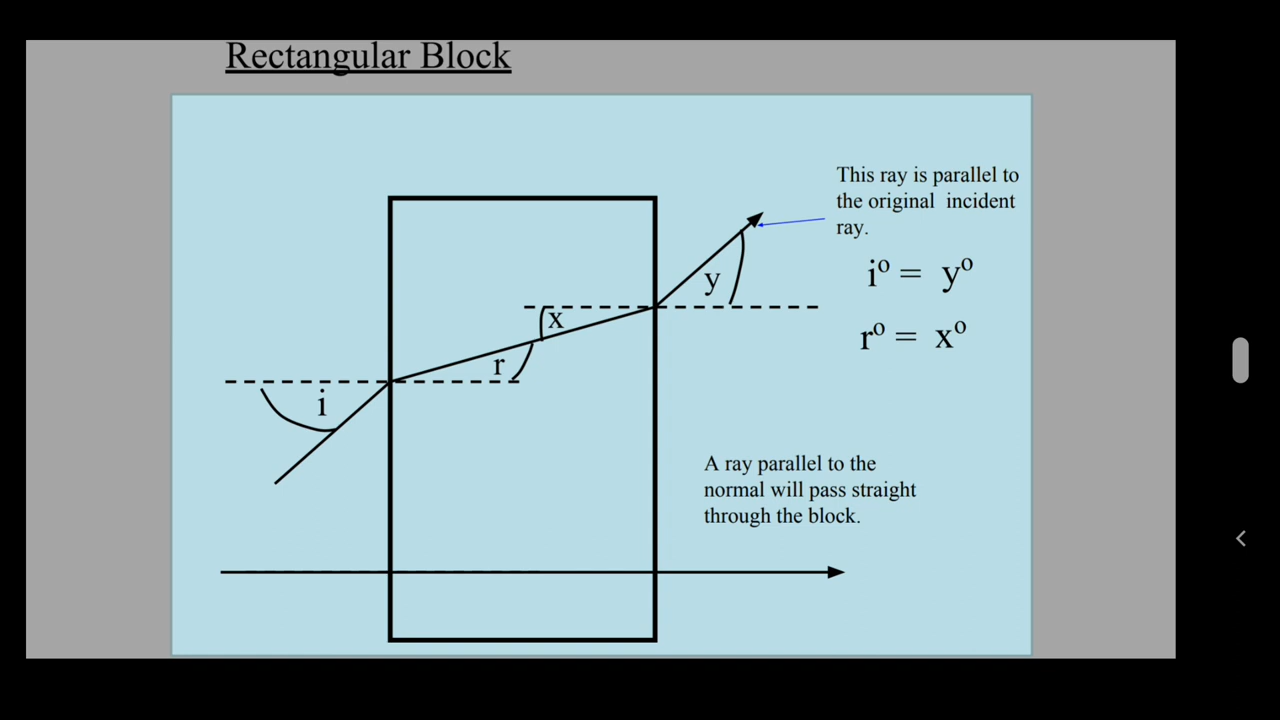 Rectangular Block
This ray is parallel to
the original incident
ray.
iº = yº
rº = xº
y
x
r
i
A ray parallel to the
normal will pass straight
through the block.